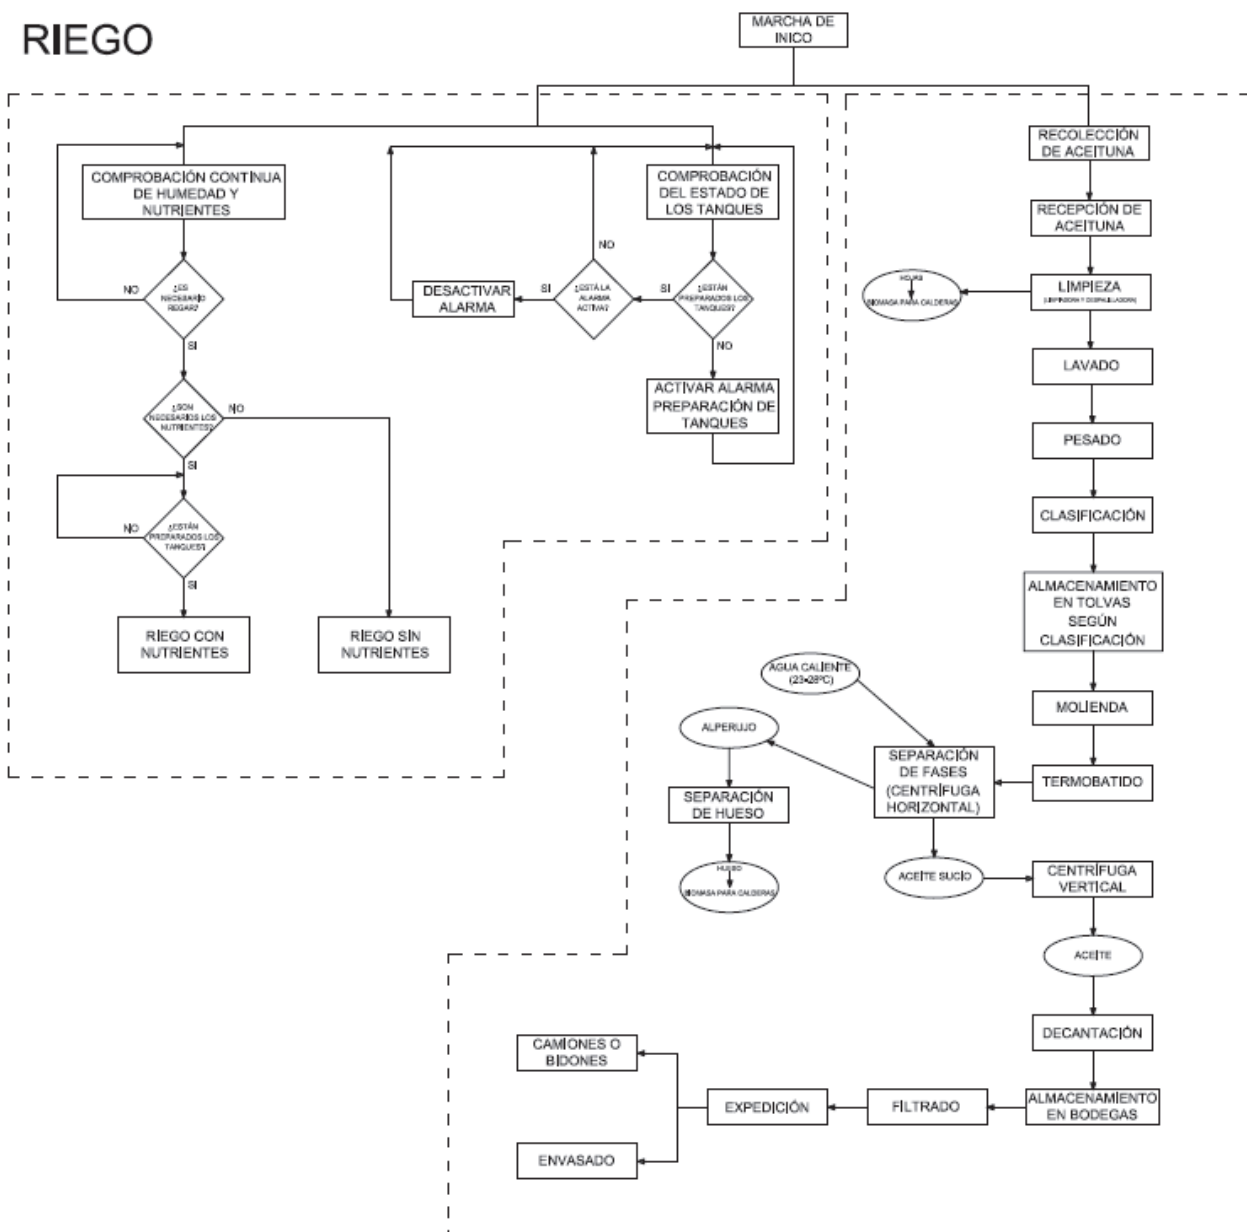 RIEGO
MARCHA DE
INICO
COMPROBACIÓN CONTÍNUA
DE HUMEDAD Y
NUTRIENTES
¿ES
NECESARIO
REGAR?
NO
SI
¿SON
NECESARIOS LOS
NUTRIENTES?
NO
SI
¿ESTÁN
PREPARADOS LOS
TANQUES?
NO
SI
RIEGO CON
NUTRIENTES
RIEGO SIN
NUTRIENTES
COMPROBACIÓN
DEL ESTADO DE
LOS TANQUES
¿ESTÁN
PREPARADOS LOS
TANQUES?
SI
NO
¿ESTÁ LA
ALARMA
ACTIVA?
NO
SI
DESACTIVAR
ALARMA
ACTIVAR ALARMA
PREPARACIÓN DE
TANQUES
RECOLECCIÓN
DE ACEITUNA
RECEPCIÓN DE
ACEITUNA
LIMPIEZA
(LIMPIADORA Y DESPALILLADORA)
HOJAS
BIOMASA PARA CALDERAS
LAVADO
PESADO
CLASIFICACIÓN
ALMACENAMIENTO
EN TOLVAS
SEGÚN
CLASIFICACIÓN
MOLIENDA
TERMOBATIDO
AGUA CALIENTE
(23-28ºC)
SEPARACIÓN
DE FASES
(CENTRÍFUGA
HORIZONTAL)
ALPERUJO
SEPARACIÓN
DE HUESO
HUESO
BIOMASA PARA CALDERAS
ACEITE SUCIO
CENTRÍFUGA
VERTICAL
ACEITE
DECANTACIÓN
ALMACENAMIENTO
EN BODEGAS
FILTRADO
EXPEDICIÓN
CAMIONES O
BIDONES
ENVASADO